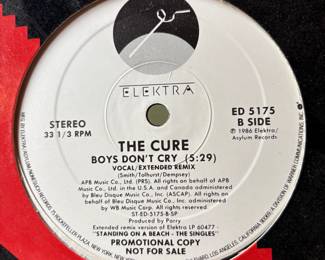 ELEKTRA
STEREO
33 1/3 RPM
ED 5175
B SIDE
℗ 1986 Elektra/
Asylum Records
THE CURE
BOYS DON'T CRY (5:29)
VOCAL/EXTENDED REMIX
(Smith/Tolhurst/Dempsey)
APB Music Co., Ltd. (PRS). All rights on behalf of APB
Music Co., Ltd. in the U.S.A. and Canada administered
by Bleu Disque Music Co., Inc. (ASCAP). All rights on
behalf of Bleu Disque Music Co., Inc. administered
by WB Music Corp. All rights reserved.
ST-ED-5175-B-SP
Produced by Parry
Extended remix version of Elektra LP 60477 -
"STANDING ON A BEACH - THE SINGLES"
PROMOTIONAL COPY
NOT FOR SALE